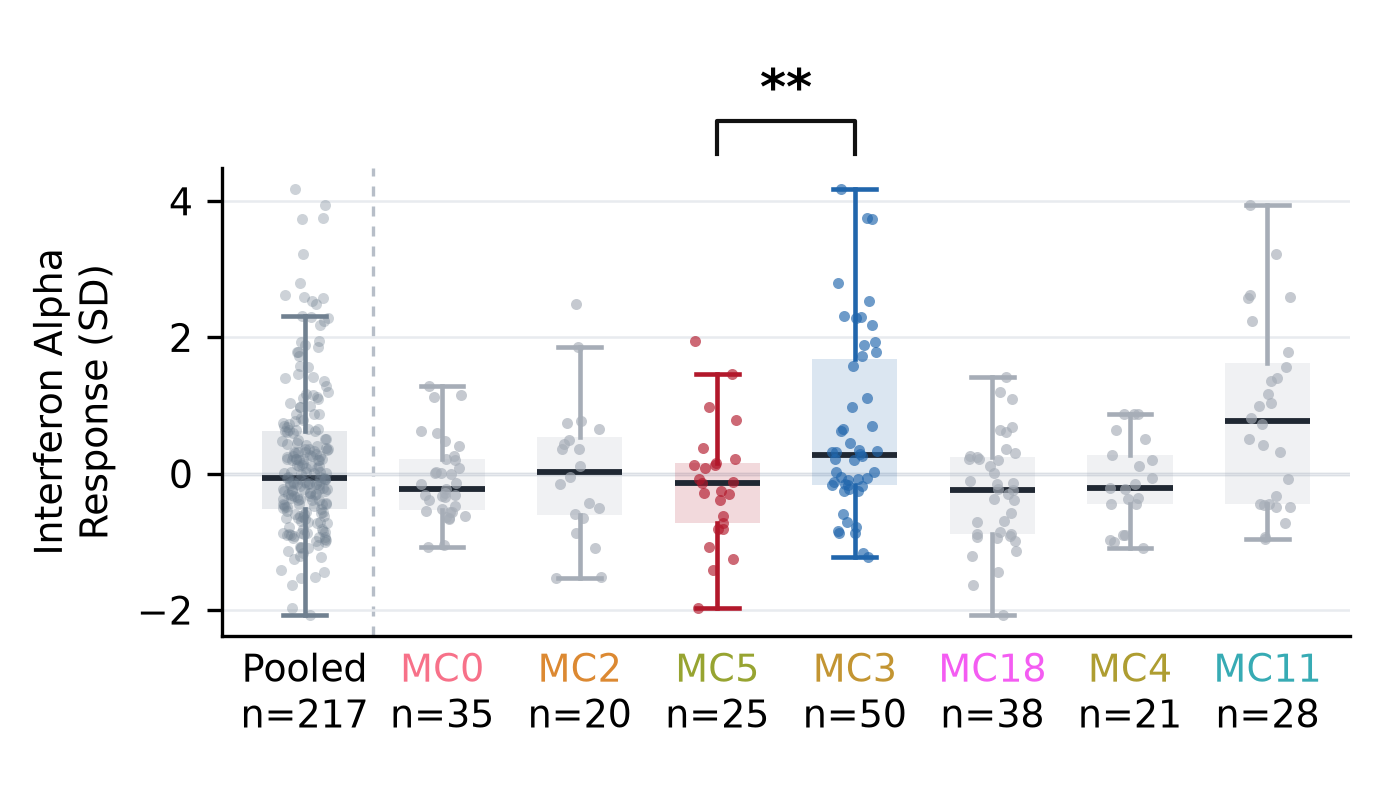 **
Interferon Alpha
Response (SD)
4
2
0
−2
Pooled MC0 MC2 MC5 MC3 MC18 MC4 MC11
n=217 n=35 n=20 n=25 n=50 n=38 n=21 n=28